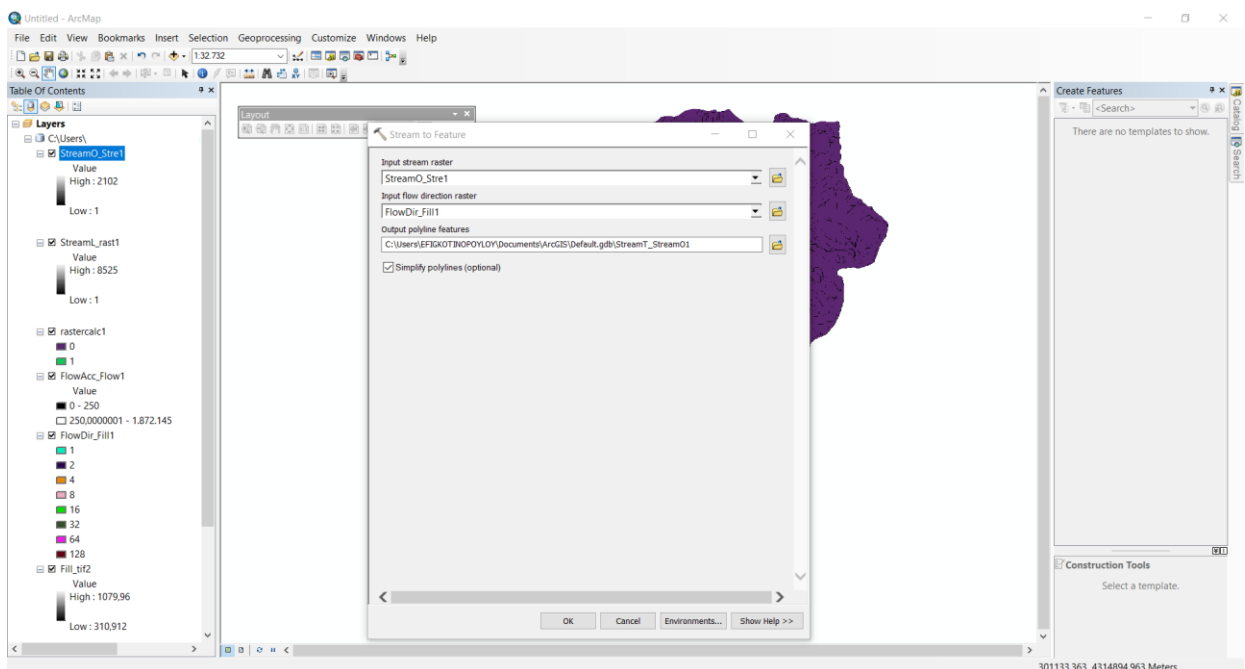 Untitled - ArcMap
File Edit View Bookmarks Insert Selection Geoprocessing Customize Windows Help
1:32.732
Table Of Contents
Layers
C:\Users\
StreamO_Stre1
Value
High : 2102
Low : 1
StreamL_rast1
Value
High : 8525
Low : 1
rastercalc1
0
1
FlowAcc_Flow1
Value
0 - 250
250,0000001 - 1.872.145
FlowDir_Fill1
1
2
4
8
16
32
64
128
Fill_tif2
Value
High : 1079,96
Low : 310,912
Layout
Stream to Feature
Input stream raster
StreamO_Stre1
Input flow direction raster
FlowDir_Fill1
Output polyline features
C:\Users\EFIGKOTINOPOYLOY\Documents\ArcGIS\Default.gdb\StreamT_StreamO1
Simplify polylines (optional)
OK Cancel Environments... Show Help >>
Create Features
<Search>
There are no templates to show.
Construction Tools
Select a template.
Catalog
Search
301133,363 4314894,963 Meters